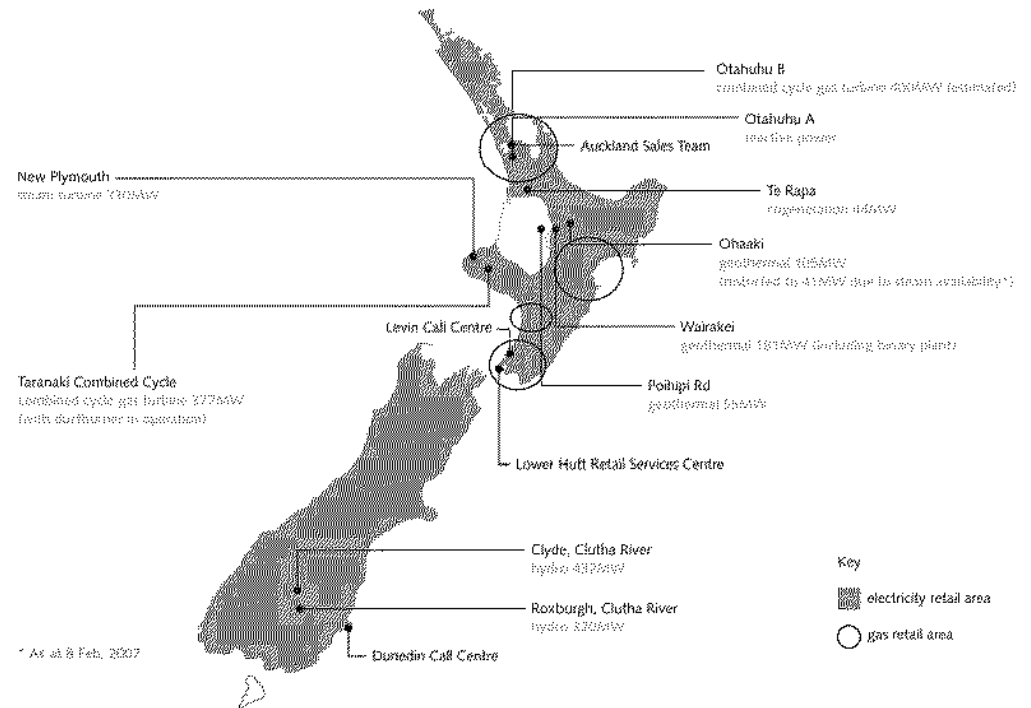 Otahuhu B
combined cycle gas turbine 400MW (estimated)
Otahuhu A
reactive power
Auckland Sales Team
New Plymouth
steam turbine
Te Rapa
cogeneration 44MW
Ohaaki
geothermal
(restricted to 41MW due to steam availability*)
Levin Call Centre
Wairakei
geothermal 181MW (including binary plant)
Taranaki Combined Cycle
combined cycle gas turbine 377MW
(with ductburner in operation)
Poihipi Rd
geothermal 55MW
Lower Hutt Retail Services Centre
Clyde, Clutha River
hydro 432MW
Key
electricity retail area
Roxburgh, Clutha River
hydro 320MW
gas retail area
* As at 8 Feb, 2007
Dunedin Call Centre